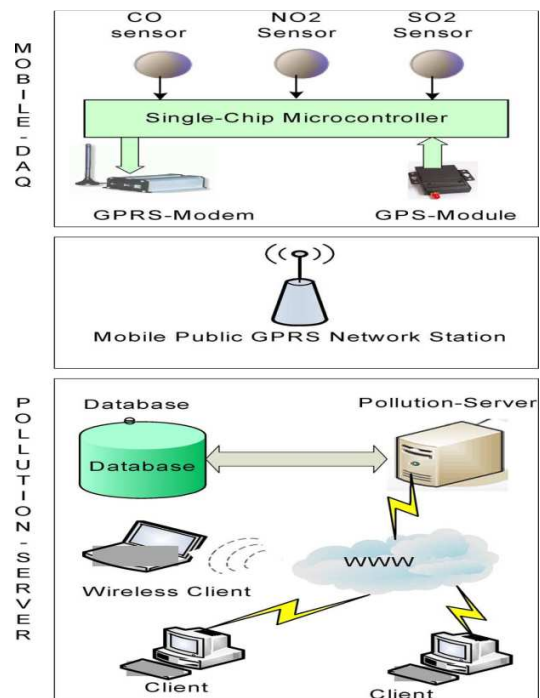 MOBILE-DAQ
CO sensor
NO2 Sensor
SO2 Sensor
Single-Chip Microcontroller
GPRS-Modem
GPS-Module
Mobile Public GPRS Network Station
POLLUTION-SERVER
Database
Pollution-Server
Database
WWW
Wireless Client
Client
Client